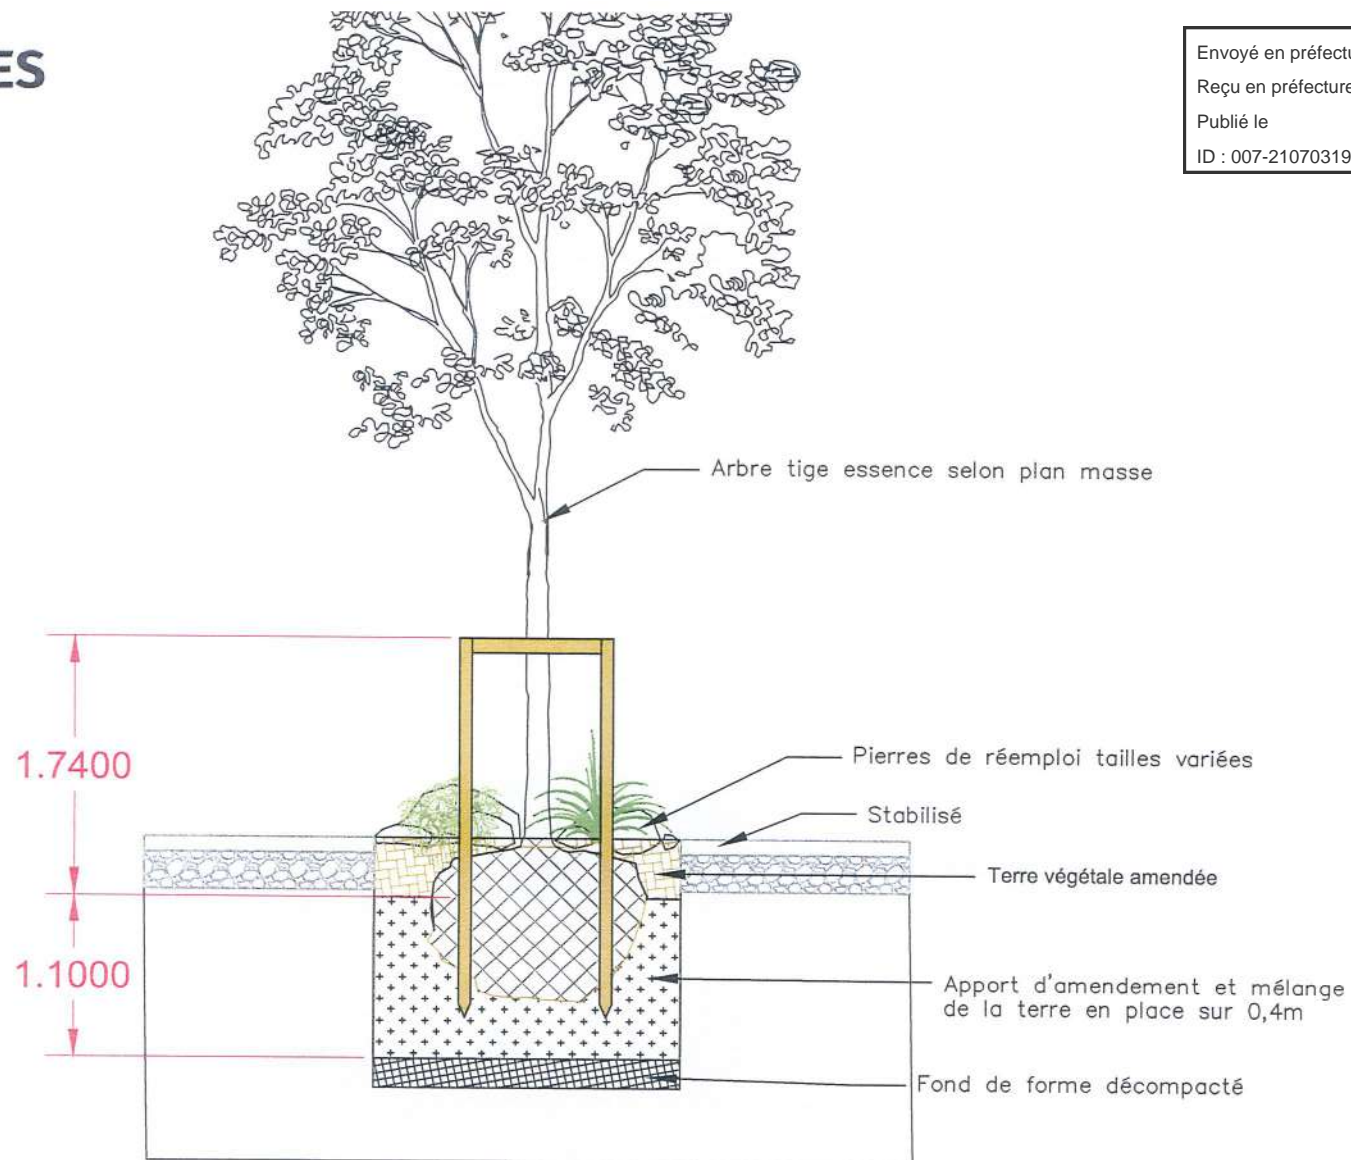 ES
Envoyé en préfectu
Reçu en préfecture
Publié le
ID : 007-21070319
Arbre tige essence selon plan masse
1.7400
Pierres de réemploi tailles variées
Stabilisé
Terre végétale amendée
1.1000
Apport d'amendement et mélange
de la terre en place sur 0,4m
Fond de forme décompacté